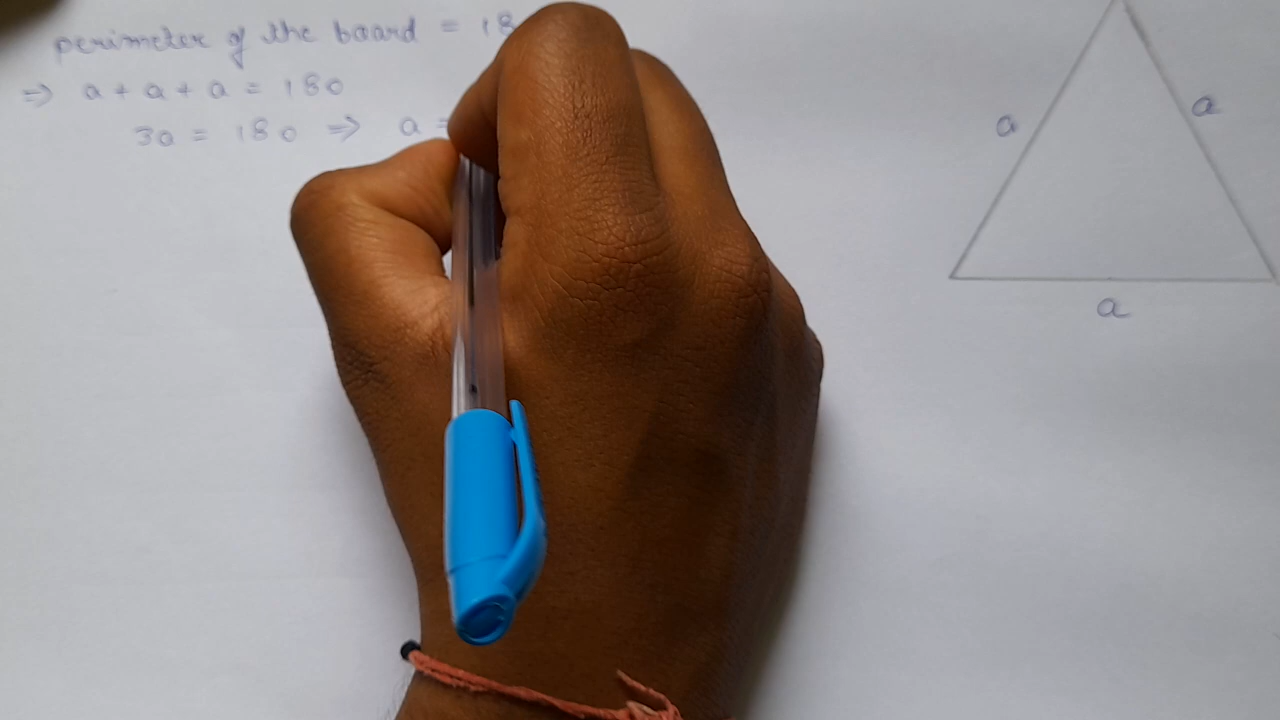 perimeter of the board = 18
⇒ a + a + a = 180
3a = 180 ⇒ a =
a
a
a